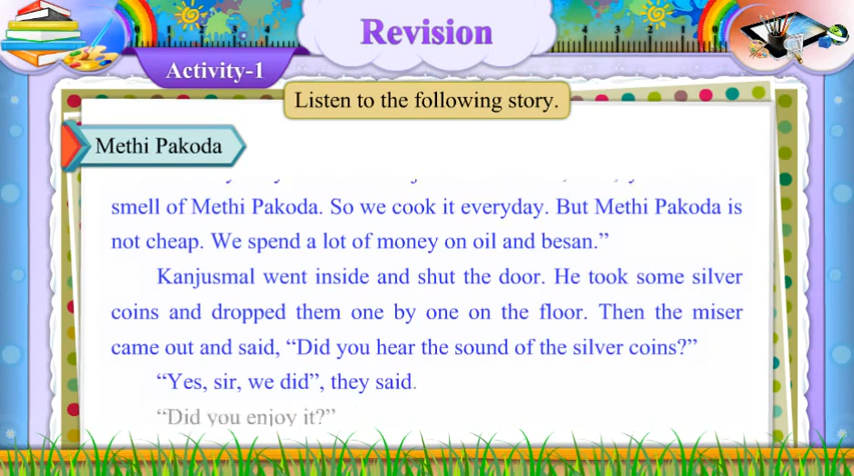 Revision
Activity-1
Listen to the following story.
Methi Pakoda
smell of Methi Pakoda. So we cook it everyday. But Methi Pakoda is
not cheap. We spend a lot of money on oil and besan.”
Kanjusmal went inside and shut the door. He took some silver
coins and dropped them one by one on the floor. Then the miser
came out and said, “Did you hear the sound of the silver coins?”
“Yes, sir, we did”, they said.
“Did you enjoy it?”